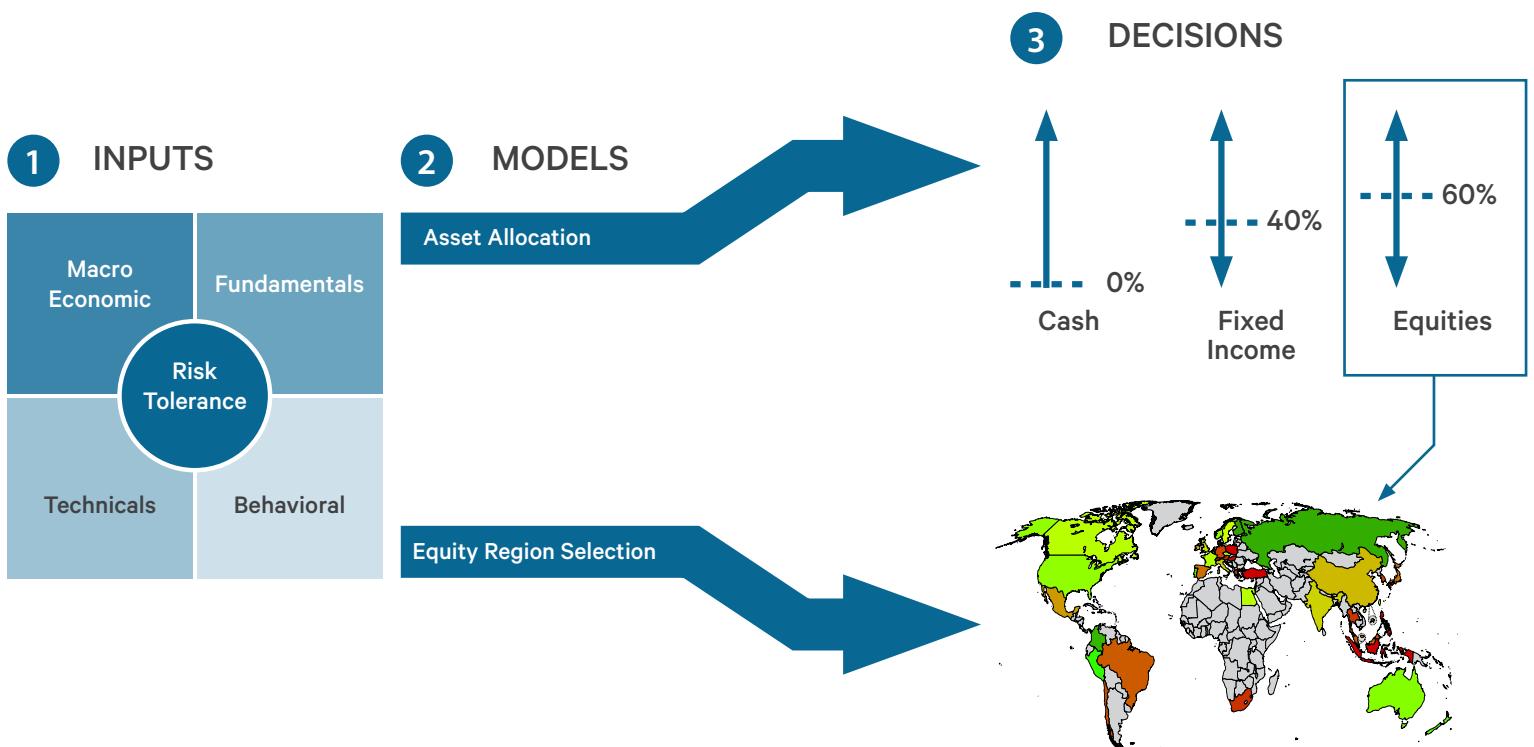 1 INPUTS
Macro
Economic
Fundamentals
Risk
Tolerance
Technicals
Behavioral
2 MODELS
Asset Allocation
Equity Region Selection
3 DECISIONS
0%
Cash
40%
Fixed
Income
60%
Equities